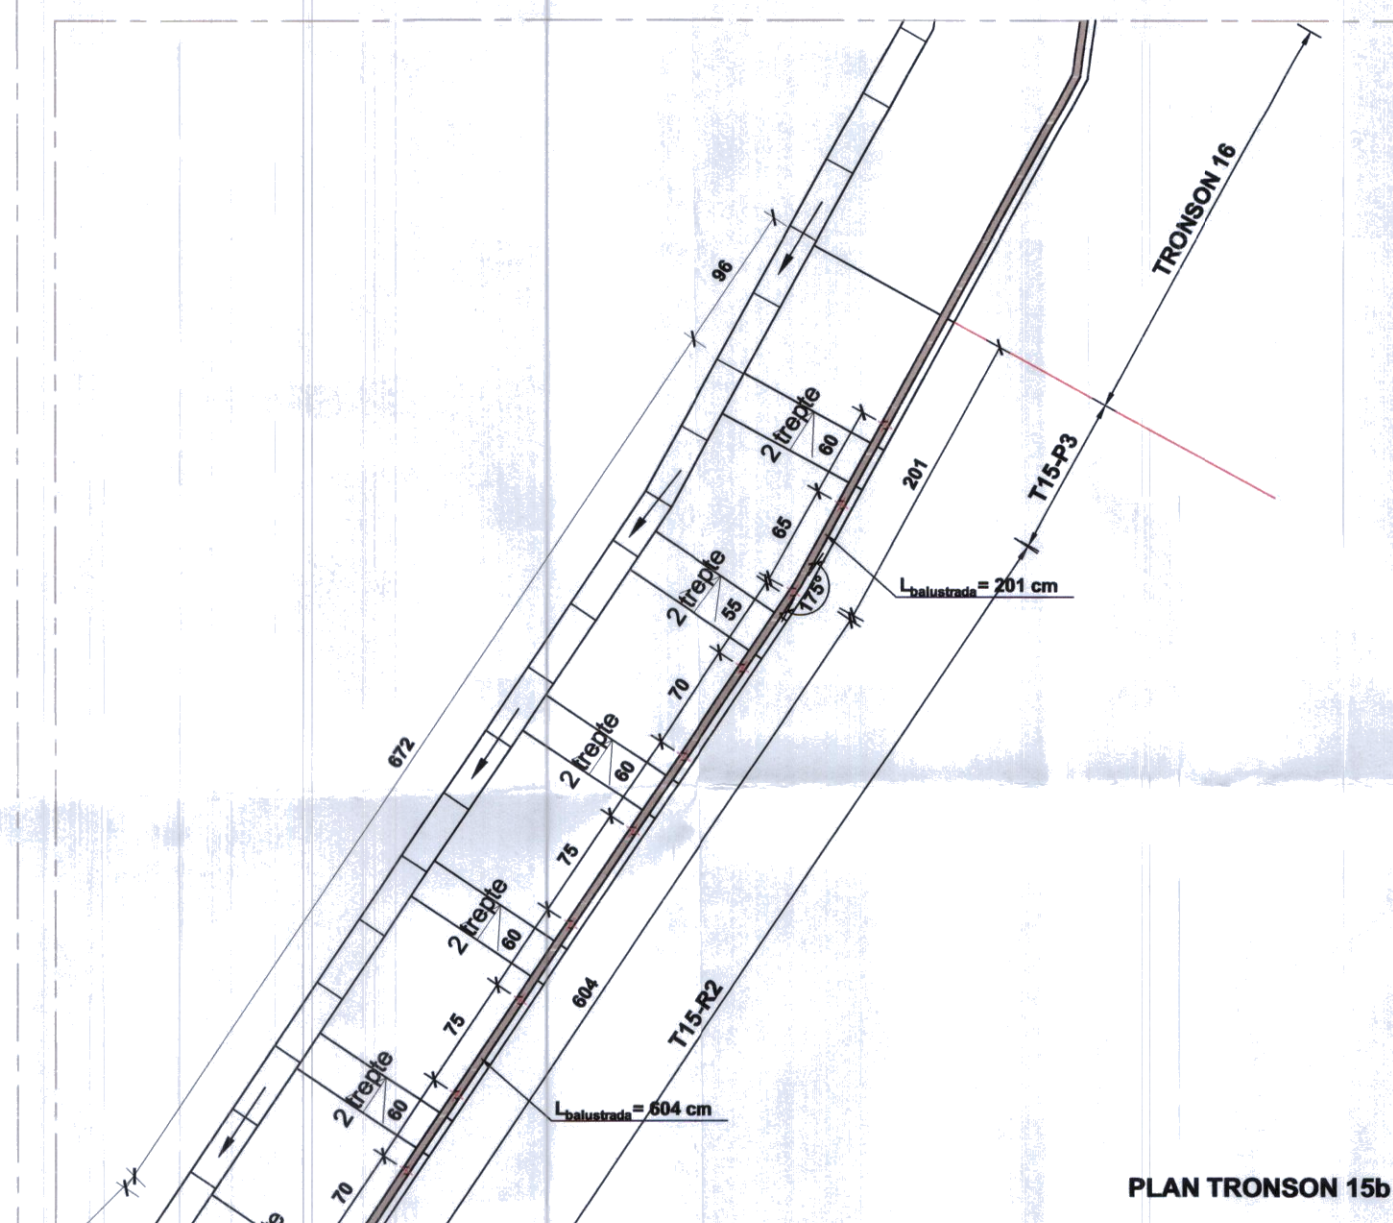 TRONSON 16
96
2 trepte
60
201
T15-P3
65
2 trepte
55
175°
Lbalustrada= 201 cm
70
672
2 trepte
60
75
2 trepte
60
604
T15-R2
75
2 trepte
60
Lbalustrada= 604 cm
70
PLAN TRONSON 15b